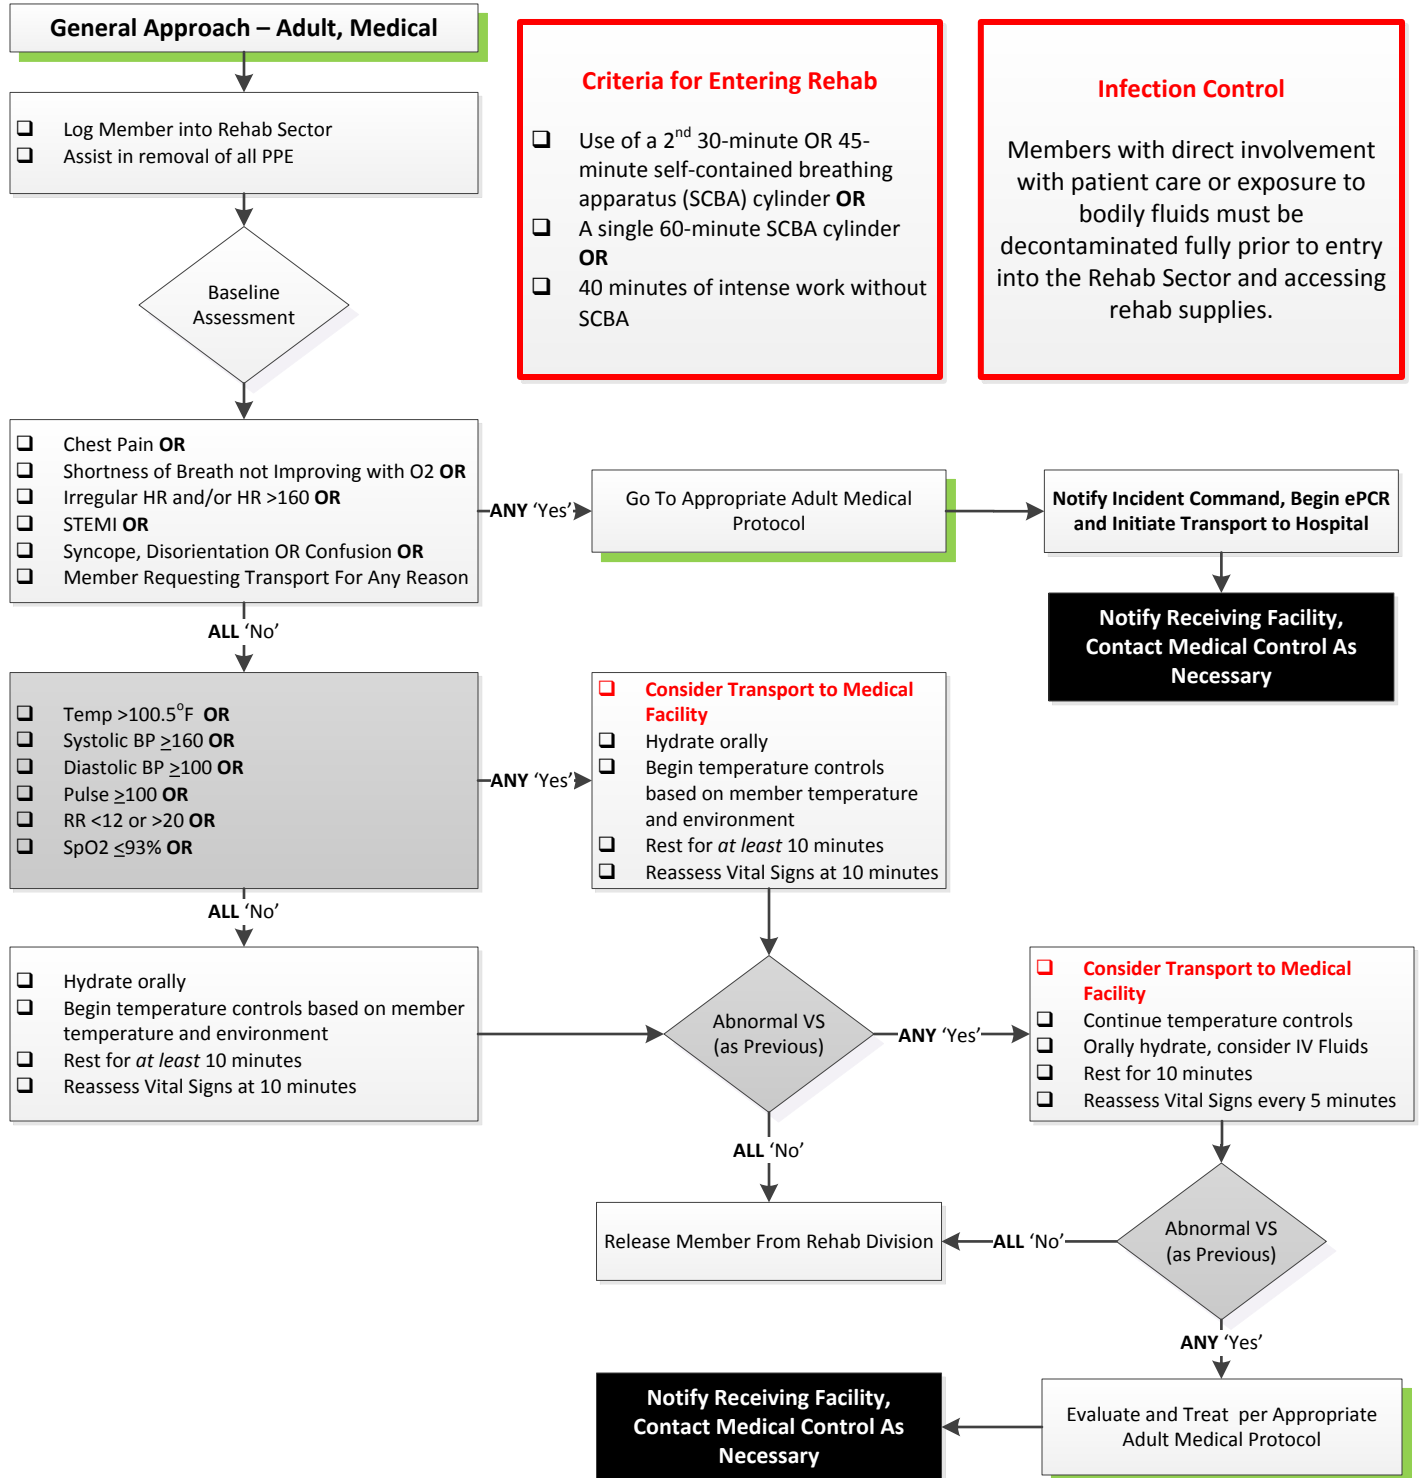 General Approach – Adult, Medical
❑ Log Member into Rehab Sector
❑ Assist in removal of all PPE
Criteria for Entering Rehab
❑ Use of a 2nd 30-minute OR 45-
minute self-contained breathing
apparatus (SCBA) cylinder OR
❑ A single 60-minute SCBA cylinder
OR
❑ 40 minutes of intense work without
SCBA
Infection Control
Members with direct involvement
with patient care or exposure to
bodily fluids must be
decontaminated fully prior to entry
into the Rehab Sector and accessing
rehab supplies.
Baseline
Assessment
❑ Chest Pain OR
❑ Shortness of Breath not Improving with O2 OR
❑ Irregular HR and/or HR >160 OR
❑ STEMI OR
❑ Syncope, Disorientation OR Confusion OR
❑ Member Requesting Transport For Any Reason
ANY ‘Yes’
Go To Appropriate Adult Medical
Protocol
Notify Incident Command, Begin ePCR
and Initiate Transport to Hospital
Notify Receiving Facility,
Contact Medical Control As
Necessary
ALL ‘No’
❑ Temp >100.5oF OR
❑ Systolic BP ≥160 OR
❑ Diastolic BP ≥100 OR
❑ Pulse ≥100 OR
❑ RR <12 or >20 OR
❑ SpO2 ≤93% OR
ANY ‘Yes’
❑ Consider Transport to Medical
Facility
❑ Hydrate orally
❑ Begin temperature controls
based on member temperature
and environment
❑ Rest for at least 10 minutes
❑ Reassess Vital Signs at 10 minutes
ALL ‘No’
❑ Hydrate orally
❑ Begin temperature controls based on member
temperature and environment
❑ Rest for at least 10 minutes
❑ Reassess Vital Signs at 10 minutes
Abnormal VS
(as Previous)
ANY ‘Yes’
❑ Consider Transport to Medical
Facility
❑ Continue temperature controls
❑ Orally hydrate, consider IV Fluids
❑ Rest for 10 minutes
❑ Reassess Vital Signs every 5 minutes
ALL ‘No’
Release Member From Rehab Division
ALL ‘No’
Abnormal VS
(as Previous)
ANY ‘Yes’
Evaluate and Treat per Appropriate
Adult Medical Protocol
Notify Receiving Facility,
Contact Medical Control As
Necessary